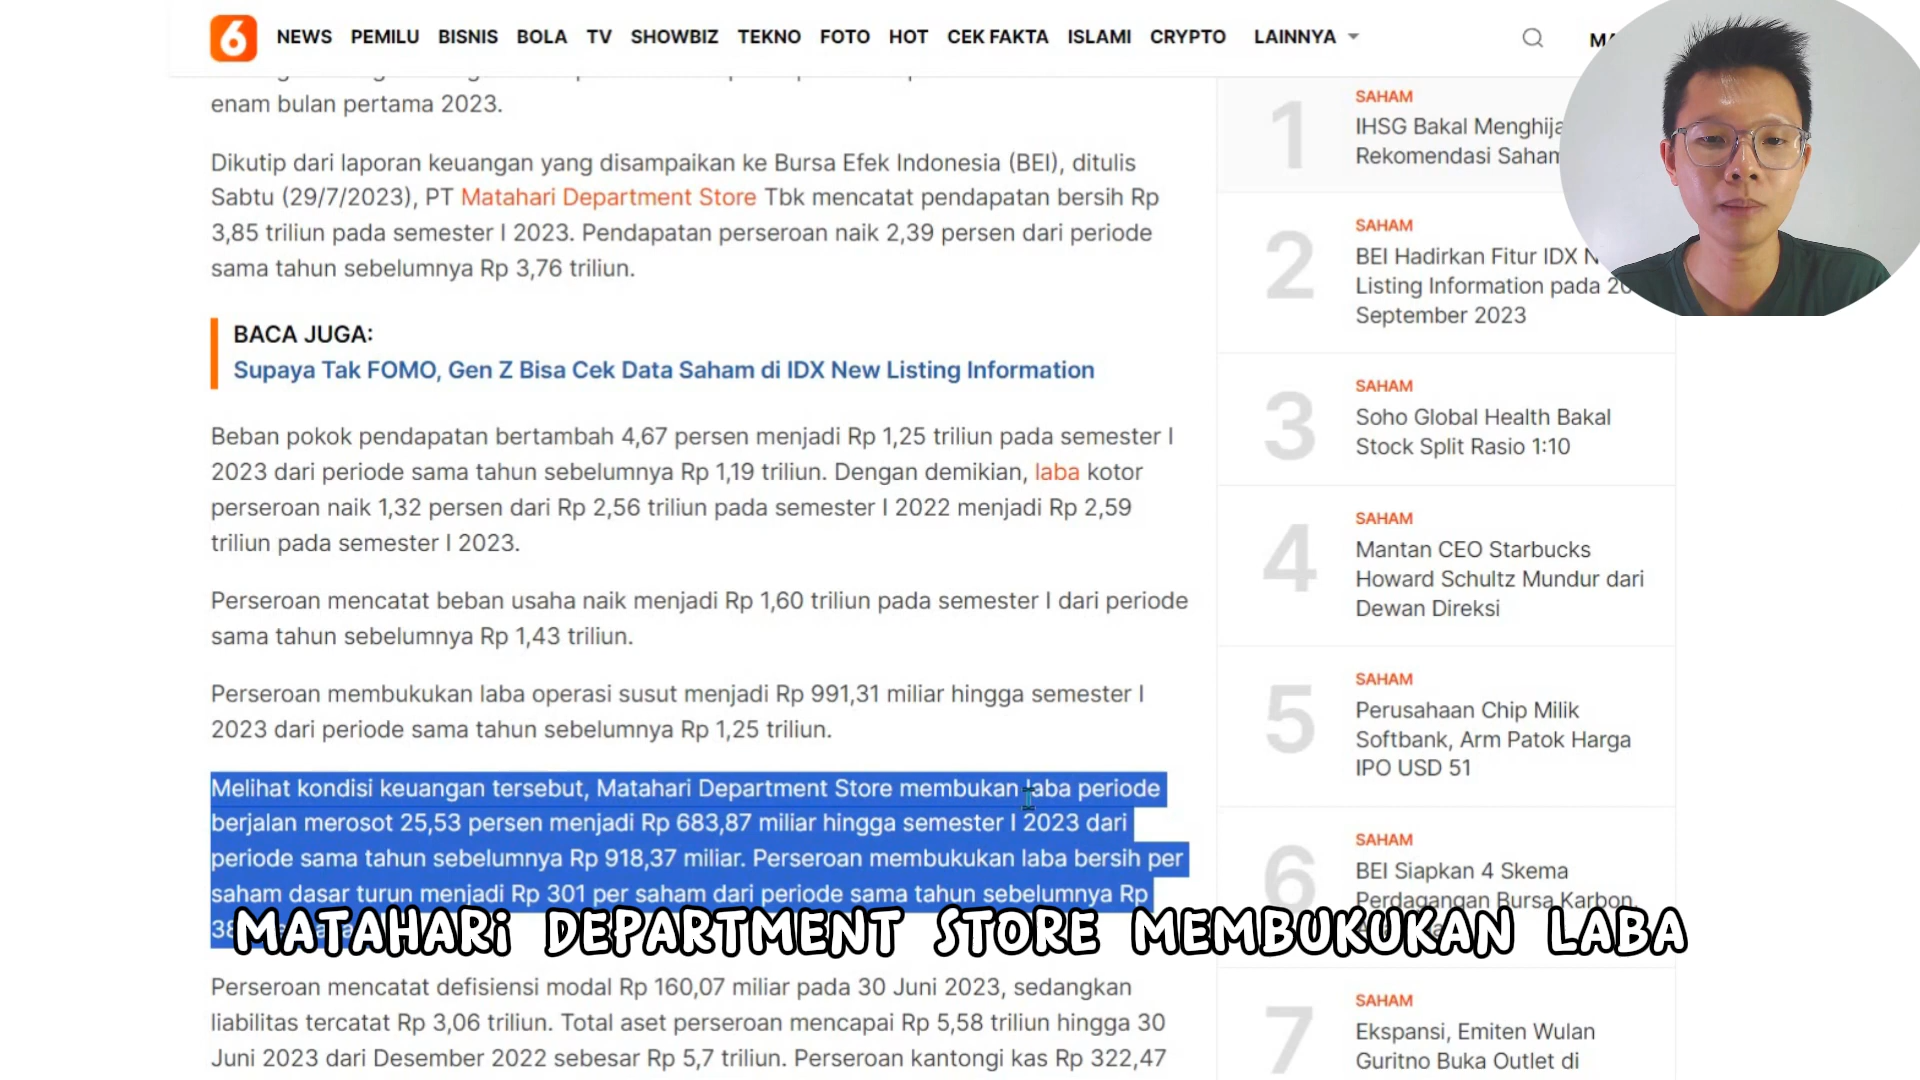 6 NEWS PEMILU BISNIS BOLA TV SHOWBIZ TEKNO FOTO HOT CEK FAKTA ISLAMI CRYPTO LAINNYA
enam bulan pertama 2023.
Dikutip dari laporan keuangan yang disampaikan ke Bursa Efek Indonesia (BEI), ditulis
Sabtu (29/7/2023), PT Matahari Department Store Tbk mencatat pendapatan bersih Rp
3,85 triliun pada semester I 2023. Pendapatan perseroan naik 2,39 persen dari periode
sama tahun sebelumnya Rp 3,76 triliun.
BACA JUGA:
Supaya Tak FOMO, Gen Z Bisa Cek Data Saham di IDX New Listing Information
Beban pokok pendapatan bertambah 4,67 persen menjadi Rp 1,25 triliun pada semester I
2023 dari periode sama tahun sebelumnya Rp 1,19 triliun. Dengan demikian, laba kotor
perseroan naik 1,32 persen dari Rp 2,56 triliun pada semester I 2022 menjadi Rp 2,59
triliun pada semester I 2023.
Perseroan mencatat beban usaha naik menjadi Rp 1,60 triliun pada semester I dari periode
sama tahun sebelumnya Rp 1,43 triliun.
Perseroan membukukan laba operasi susut menjadi Rp 991,31 miliar hingga semester I
2023 dari periode sama tahun sebelumnya Rp 1,25 triliun.
Melihat kondisi keuangan tersebut, Matahari Department Store membukan laba periode
berjalan merosot 25,53 persen menjadi Rp 683,87 miliar hingga semester I 2023 dari
periode sama tahun sebelumnya Rp 918,37 miliar. Perseroan membukukan laba bersih per
saham dasar turun menjadi Rp 301 per saham dari periode sama tahun sebelumnya Rp
MATAHARI DEPARTMENT STORE MEMBUKUKAN LABA
Perseroan mencatat defisiensi modal Rp 160,07 miliar pada 30 Juni 2023, sedangkan
liabilitas tercatat Rp 3,06 triliun. Total aset perseroan mencapai Rp 5,58 triliun hingga 30
Juni 2023 dari Desember 2022 sebesar Rp 5,7 triliun. Perseroan kantongi kas Rp 322,47
1
SAHAM
IHSG Bakal
Rekomendasi
2
SAHAM
BEI Hadirkan Fitur IDX
Listing Information pada
September 2023
3
SAHAM
Soho Global Health Bakal
Stock Split Rasio 1:10
4
SAHAM
Mantan CEO Starbucks
Howard Schultz Mundur dari
Dewan Direksi
5
SAHAM
Perusahaan Chip Milik
Softbank, Arm Patok Harga
IPO USD 51
6
SAHAM
BEI Siapkan 4 Skema
Perdagangan Bursa Karbon,
7
SAHAM
Ekspansi, Emiten Wulan
Guritno Buka Outlet di